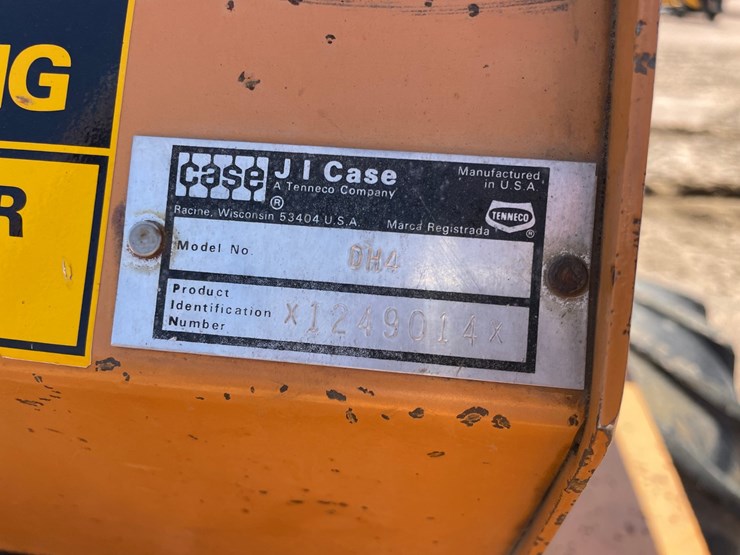 NG
R
case ® J I Case
A Tenneco Company
Manufactured
in U.S.A.
Racine, Wisconsin 53404 U.S.A. Marca Registrada
TENNECO ®
Model No. DH4
Product
Identification X1249014X
Number